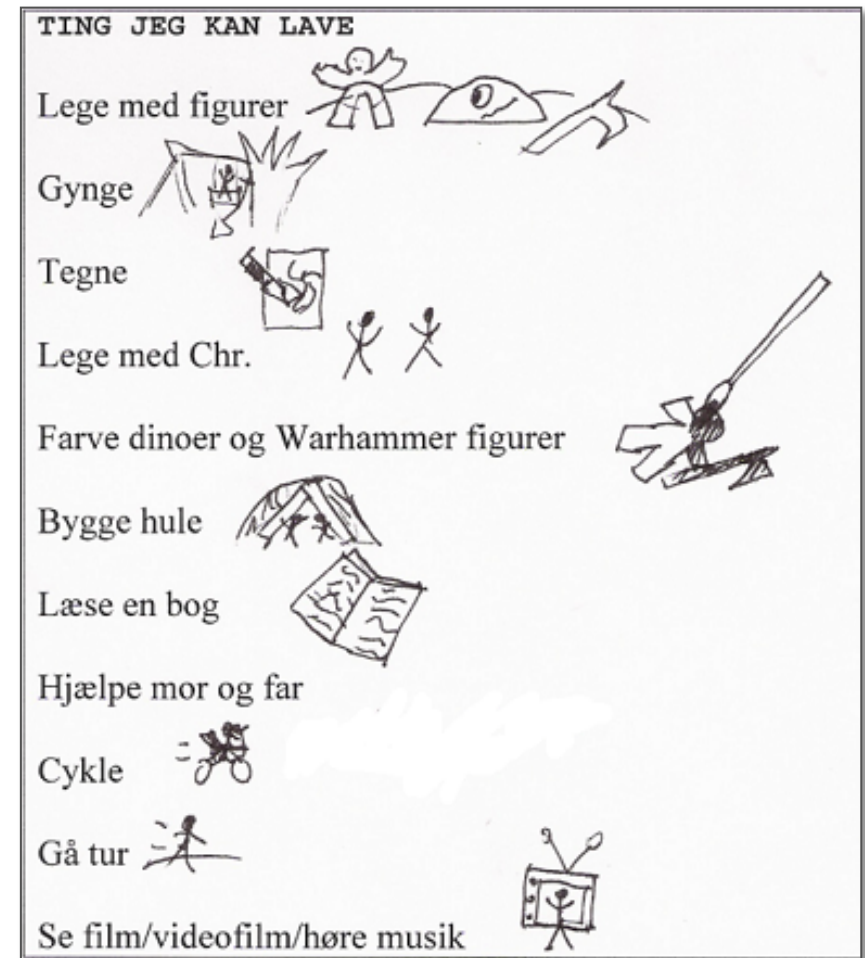 TING JEG KAN LAVE
Lege med figurer
Gynge
Tegne
Lege med Chr.
Farve dinoer og Warhammer figurer
Bygge hule
Læse en bog
Hjælpe mor og far
Cykle
Gå tur
Se film/videofilm/høre musik